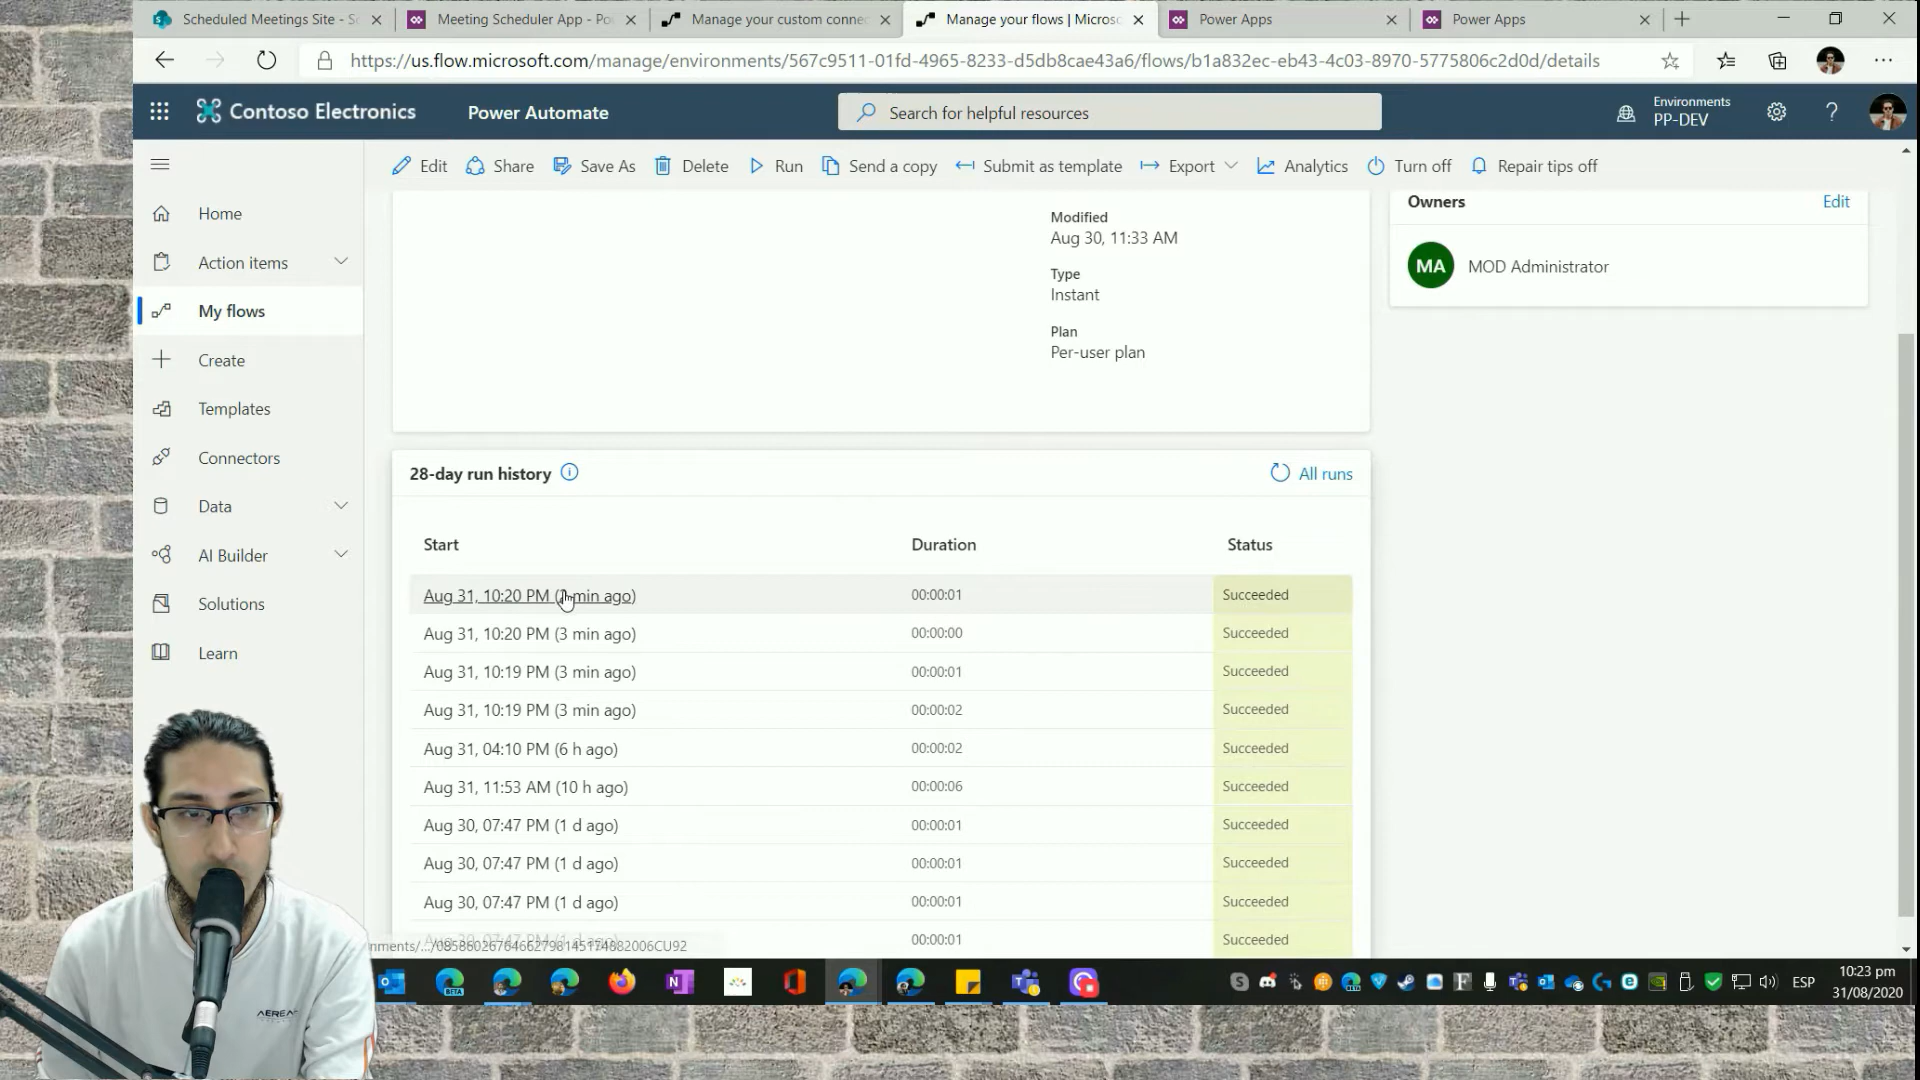 Scheduled Meetings Site - Sc
Meeting Scheduler App - Po
Manage your custom connec
Manage your flows | Microso
Power Apps
Power Apps
https://us.flow.microsoft.com/manage/environments/567c9511-01fd-4965-8233-d5db8cae43a6/flows/b1a832ec-eb43-4c03-8970-5775806c2d0d/details
Contoso Electronics
Power Automate
Search for helpful resources
Environments
PP-DEV
Edit
Share
Save As
Delete
Run
Send a copy
Submit as template
Export
Analytics
Turn off
Repair tips off
Home
Action items
My flows
Create
Templates
Connectors
Data
AI Builder
Solutions
Learn
Modified
Aug 30, 11:33 AM
Type
Instant
Plan
Per-user plan
Owners
Edit
MA
MOD Administrator
28-day run history
All runs
Start Duration Status
Aug 31, 10:20 PM ( min ago) 00:00:01 Succeeded
Aug 31, 10:20 PM (3 min ago) 00:00:00 Succeeded
Aug 31, 10:19 PM (3 min ago) 00:00:01 Succeeded
Aug 31, 10:19 PM (3 min ago) 00:00:02 Succeeded
Aug 31, 04:10 PM (6 h ago) 00:00:02 Succeeded
Aug 31, 11:53 AM (10 h ago) 00:00:06 Succeeded
Aug 30, 07:47 PM (1 d ago) 00:00:01 Succeeded
Aug 30, 07:47 PM (1 d ago) 00:00:01 Succeeded
Aug 30, 07:47 PM (1 d ago) 00:00:01 Succeeded
00:00:01 Succeeded
BETA
ESP
10:23 pm
31/08/2020